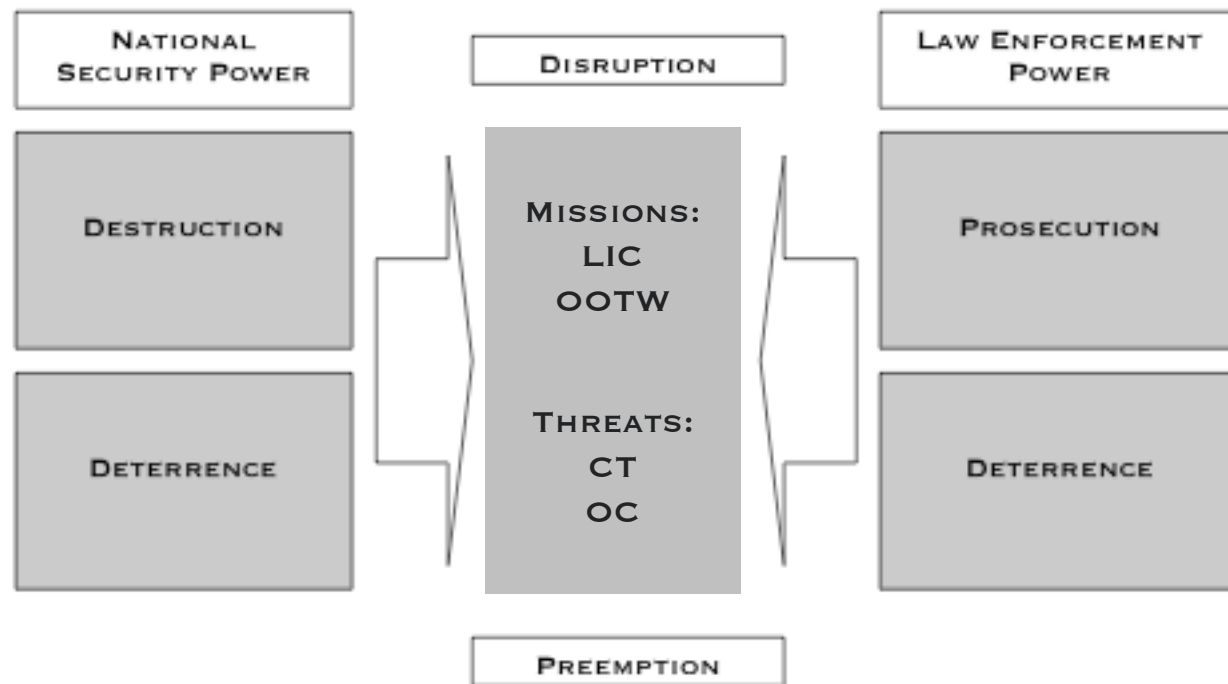 National
Security Power
Destruction
Deterrence
Disruption
Missions:
LIC
OOTW
Threats:
CT
OC
Preemption
Law Enforcement
Power
Prosecution
Deterrence